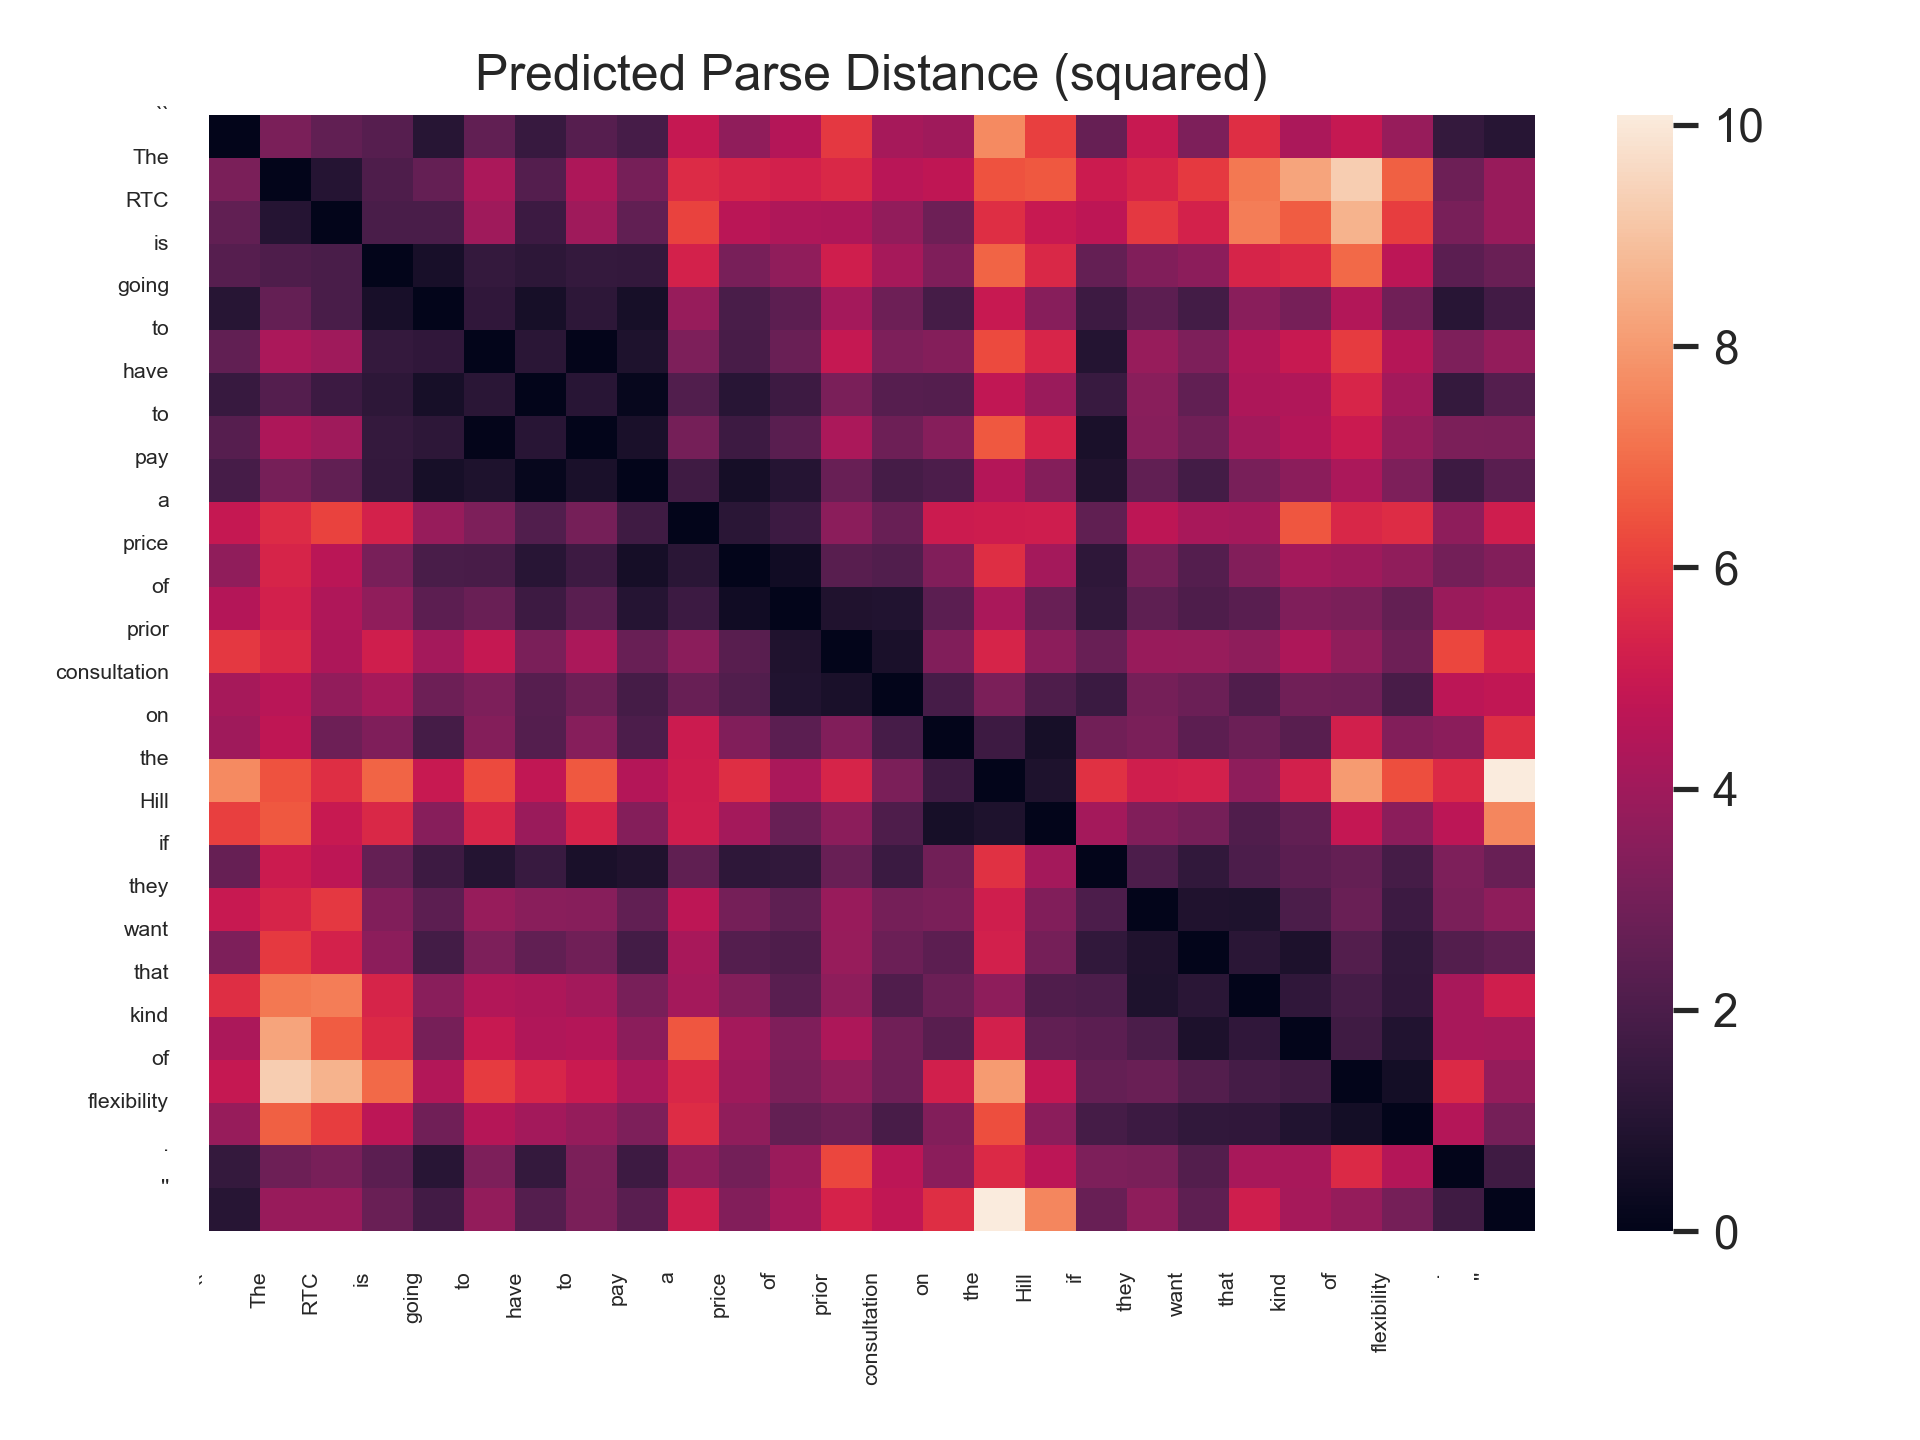 Predicted Parse Distance (squared)
``
The
RTC
is
going
to
have
to
pay
a
price
of
prior
consultation
on
the
Hill
if
they
want
that
kind
of
flexibility
.
''
10
8
6
4
2
0
``
The
RTC
is
going
to
have
to
pay
a
price
of
prior
consultation
on
the
Hill
if
they
want
that
kind
of
flexibility
.
''